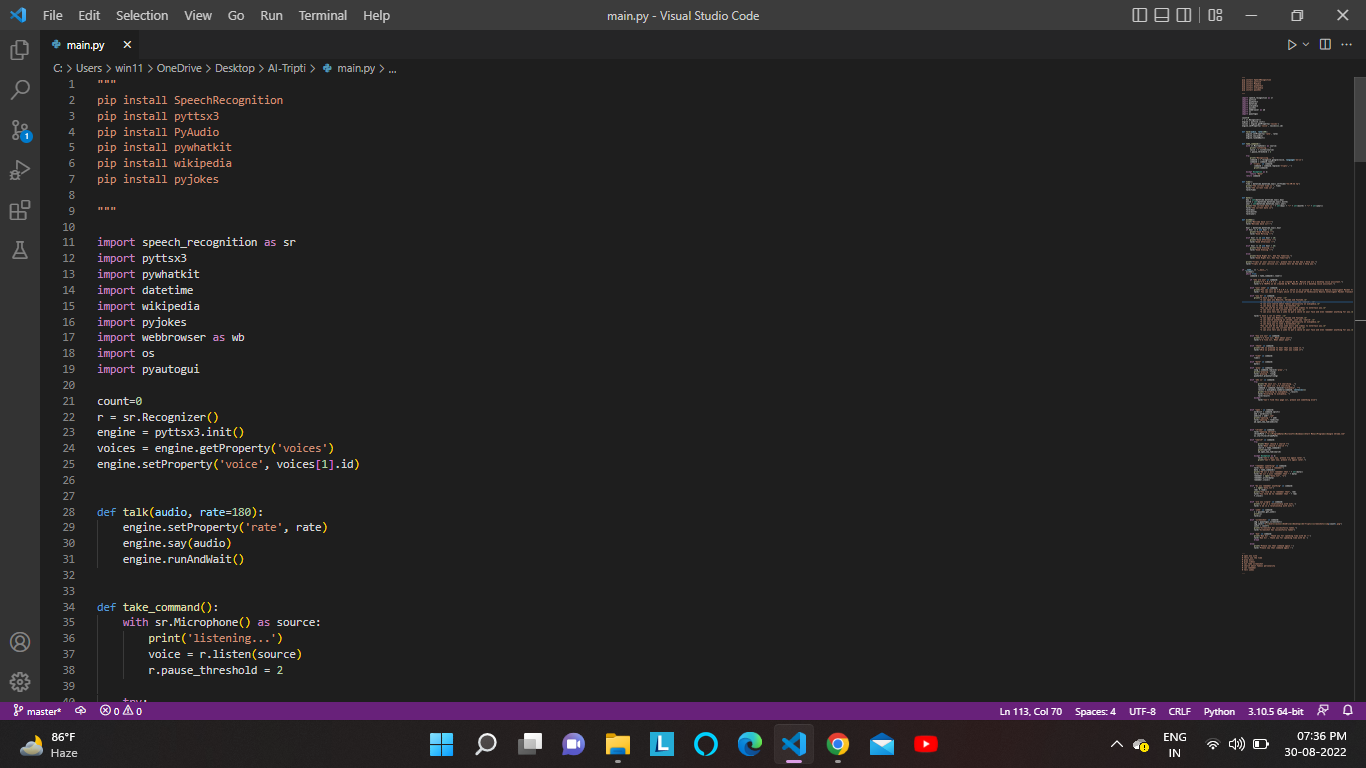 File Edit Selection View Go Run Terminal Help main.py - Visual Studio Code
main.py
C: > Users > win11 > OneDrive > Desktop > AI-Tripti > main.py > ...
1 """
2 pip install SpeechRecognition
3 pip install pyttsx3
4 pip install PyAudio
5 pip install pywhatkit
6 pip install wikipedia
7 pip install pyjokes
8
9 """
10
11 import speech_recognition as sr
12 import pyttsx3
13 import pywhatkit
14 import datetime
15 import wikipedia
16 import pyjokes
17 import webbrowser as wb
18 import os
19 import pyautogui
20
21 count=0
22 r = sr.Recognizer()
23 engine = pyttsx3.init()
24 voices = engine.getProperty('voices')
25 engine.setProperty('voice', voices[1].id)
26
27
28 def talk(audio, rate=180):
29     engine.setProperty('rate', rate)
30     engine.say(audio)
31     engine.runAndWait()
32
33
34 def take_command():
35     with sr.Microphone() as source:
36         print('listening...')
37         voice = r.listen(source)
38         r.pause_threshold = 2
39
40     try:
1
master* 0 0 Ln 113, Col 70 Spaces: 4 UTF-8 CRLF Python 3.10.5 64-bit
86°F
Haze
L
ENG
IN
07:36 PM
30-08-2022